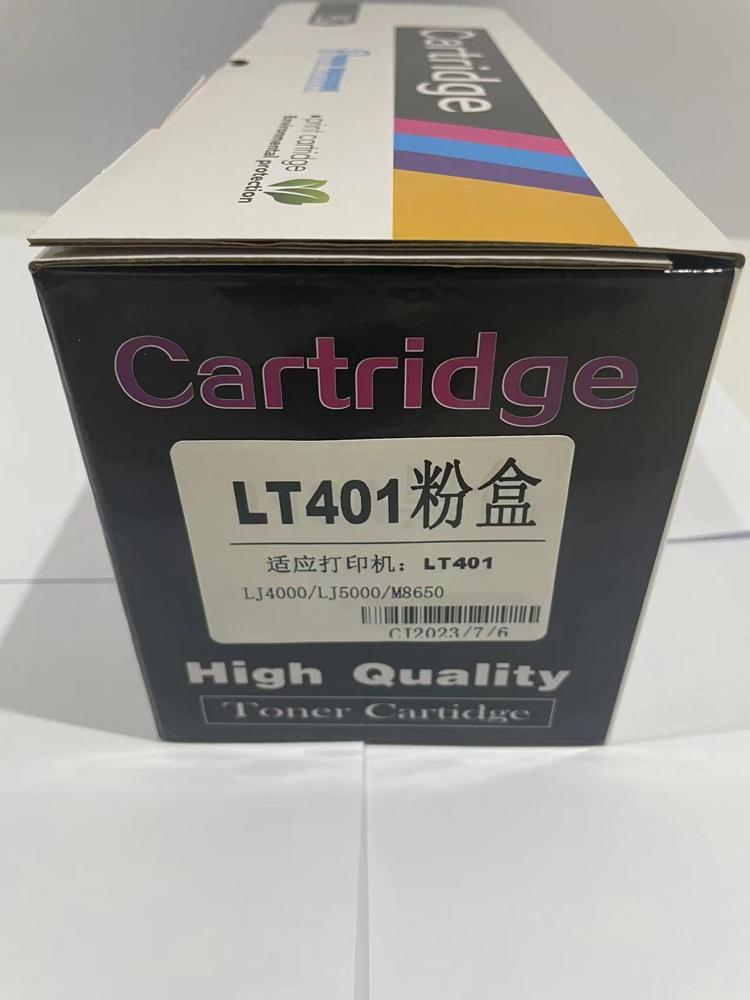 Cartridge
print cartridge
Environmental protection
Cartridge
LT401粉盒
适应打印机：LT401
LJ4000/LJ5000/M8650
CT2023/7/6
High Quality
Toner Cartidge